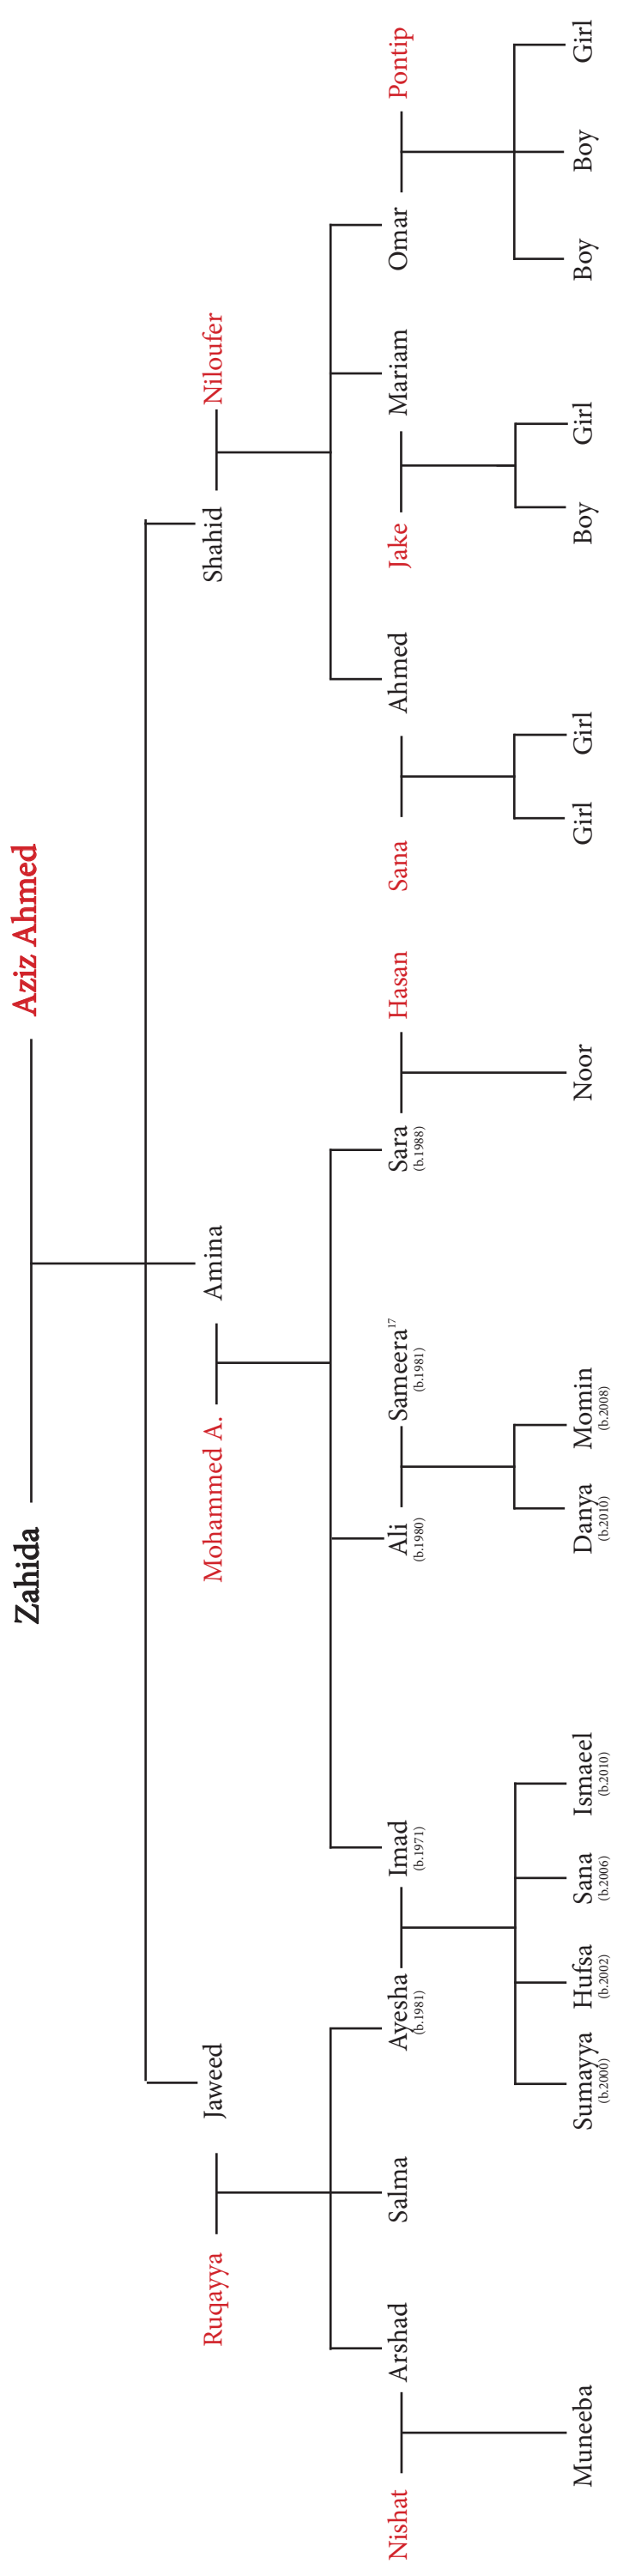 Zahida Aziz Ahmed
Ruqayya Jaweed Mohammed A. Amina Shahid Niloufer
Nishat Arshad Salma Ayesha Imad Ali Sameera17 Sara Hasan Sana Ahmed Jake Mariam Omar Pontip
(b.1981) (b.1971) (b.1980) (b.1981) (b.1988)
Muneeba Sumayya Hufsa Sana Ismaeel Danya Momin Noor Girl Girl Boy Girl Boy Boy Girl
(b.2000) (b.2002) (b.2006) (b.2010) (b.2010) (b.2008)